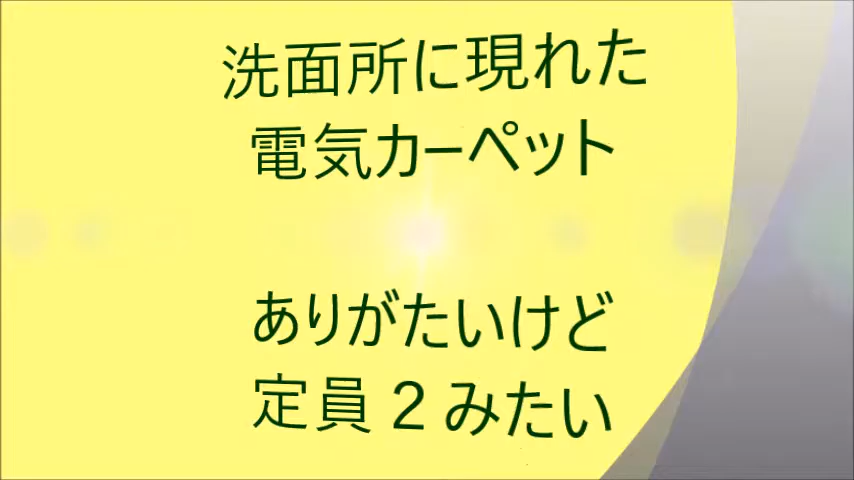 洗面所に現れた
電気カーペット
ありがたいけど
定員２みたい